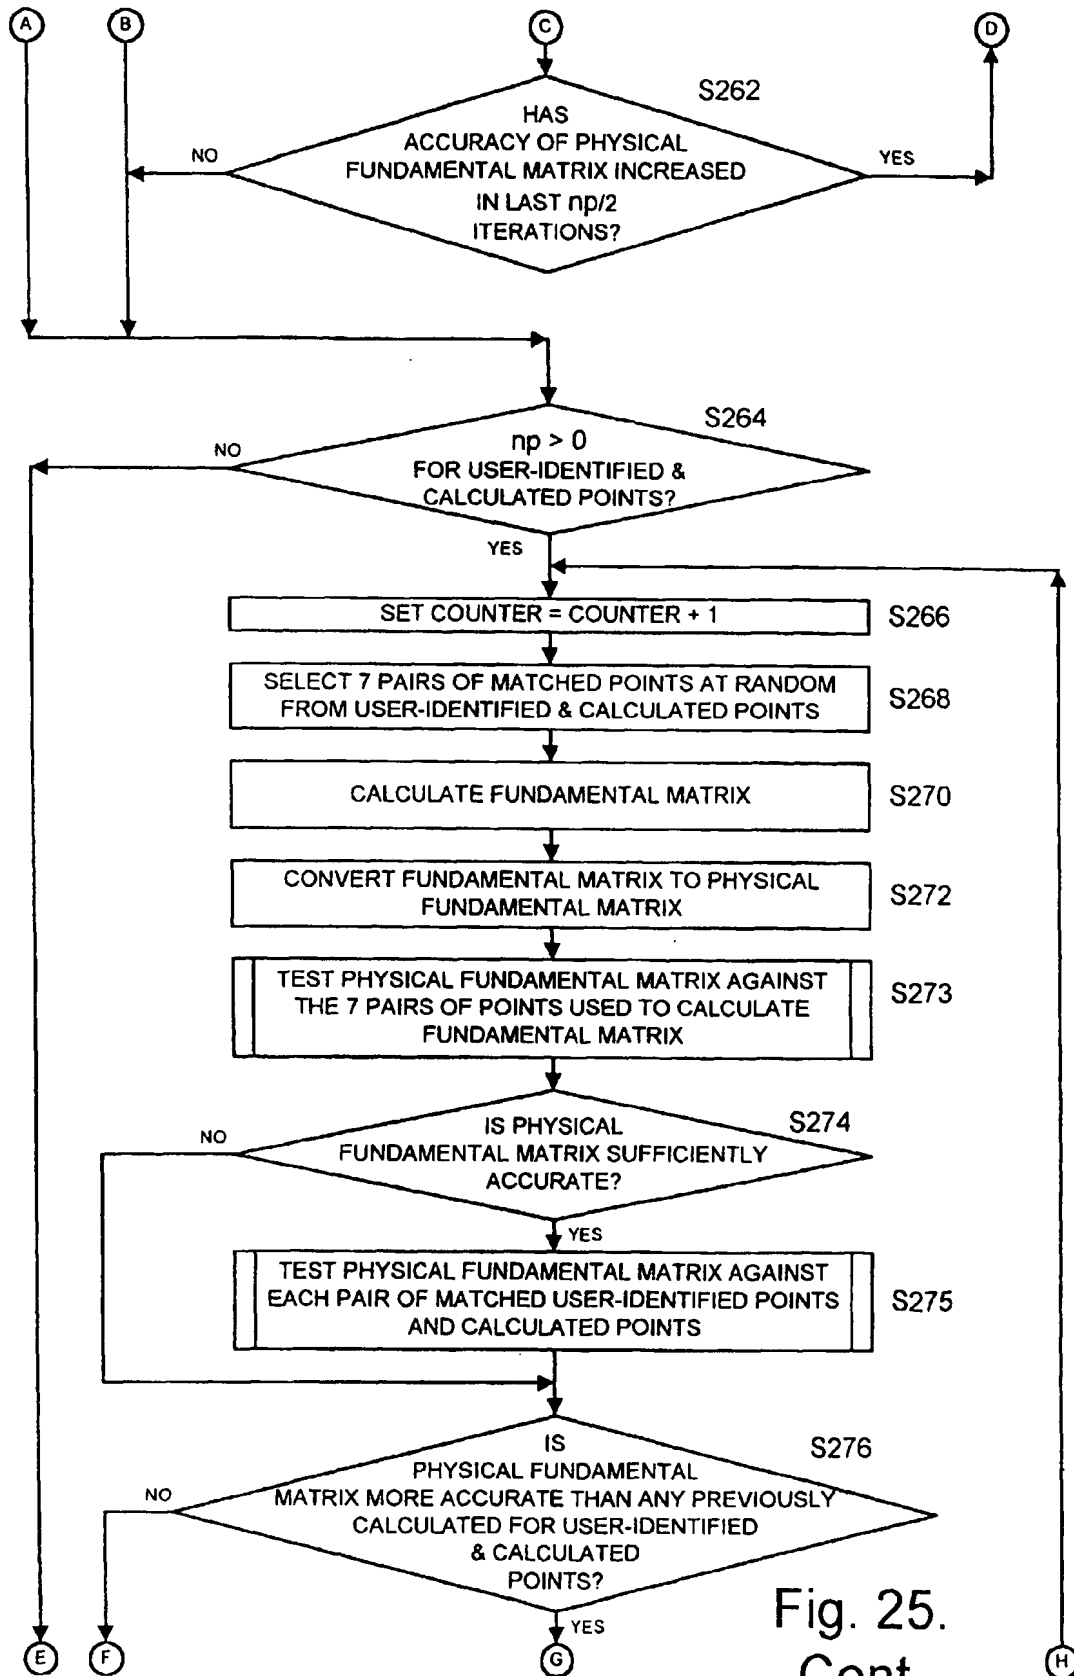 A
B
C
D
S262
HAS
ACCURACY OF PHYSICAL
FUNDAMENTAL MATRIX INCREASED
IN LAST np/2
ITERATIONS?
NO
YES
S264
np > 0
FOR USER-IDENTIFIED &
CALCULATED POINTS?
NO
YES
SET COUNTER = COUNTER + 1
S266
SELECT 7 PAIRS OF MATCHED POINTS AT RANDOM
FROM USER-IDENTIFIED & CALCULATED POINTS
S268
CALCULATE FUNDAMENTAL MATRIX
S270
CONVERT FUNDAMENTAL MATRIX TO PHYSICAL
FUNDAMENTAL MATRIX
S272
TEST PHYSICAL FUNDAMENTAL MATRIX AGAINST
THE 7 PAIRS OF POINTS USED TO CALCULATE
FUNDAMENTAL MATRIX
S273
S274
IS PHYSICAL
FUNDAMENTAL MATRIX SUFFICIENTLY
ACCURATE?
NO
YES
TEST PHYSICAL FUNDAMENTAL MATRIX AGAINST
EACH PAIR OF MATCHED USER-IDENTIFIED POINTS
AND CALCULATED POINTS
S275
S276
IS
PHYSICAL FUNDAMENTAL
MATRIX MORE ACCURATE THAN ANY PREVIOUSLY
CALCULATED FOR USER-IDENTIFIED
& CALCULATED
POINTS?
NO
YES
Fig. 25.
Cont
E
F
G
H